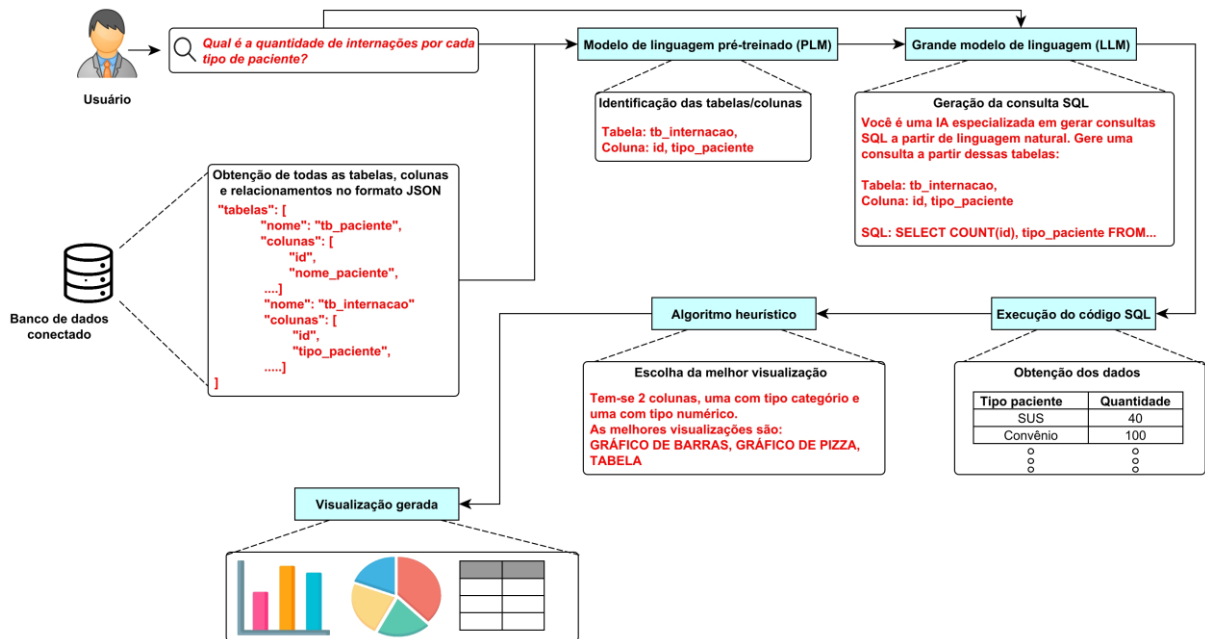 Qual é a quantidade de internações por cada
tipo de paciente?
Usuário
Modelo de linguagem pré-treinado (PLM)
Grande modelo de linguagem (LLM)
Identificação das tabelas/colunas
Tabela: tb_internacao,
Coluna: id, tipo_paciente
Geração da consulta SQL
Você é uma IA especializada em gerar consultas
SQL a partir de linguagem natural. Gere uma
consulta a partir dessas tabelas:
Tabela: tb_internacao,
Coluna: id, tipo_paciente
SQL: SELECT COUNT(id), tipo_paciente FROM...
Obtenção de todas as tabelas, colunas
e relacionamentos no formato JSON
"tabelas": [
"nome": "tb_paciente",
"colunas": [
"id",
"nome_paciente",
....]
"nome": "tb_internacao"
"colunas": [
"id",
"tipo_paciente",
.....]
]
Banco de dados
conectado
Algoritmo heurístico
Execução do código SQL
Escolha da melhor visualização
Tem-se 2 colunas, uma com tipo categório e
uma com tipo numérico.
As melhores visualizações são:
GRÁFICO DE BARRAS, GRÁFICO DE PIZZA,
TABELA
Obtenção dos dados
Tipo paciente Quantidade
SUS 40
Convênio 100
Visualização gerada